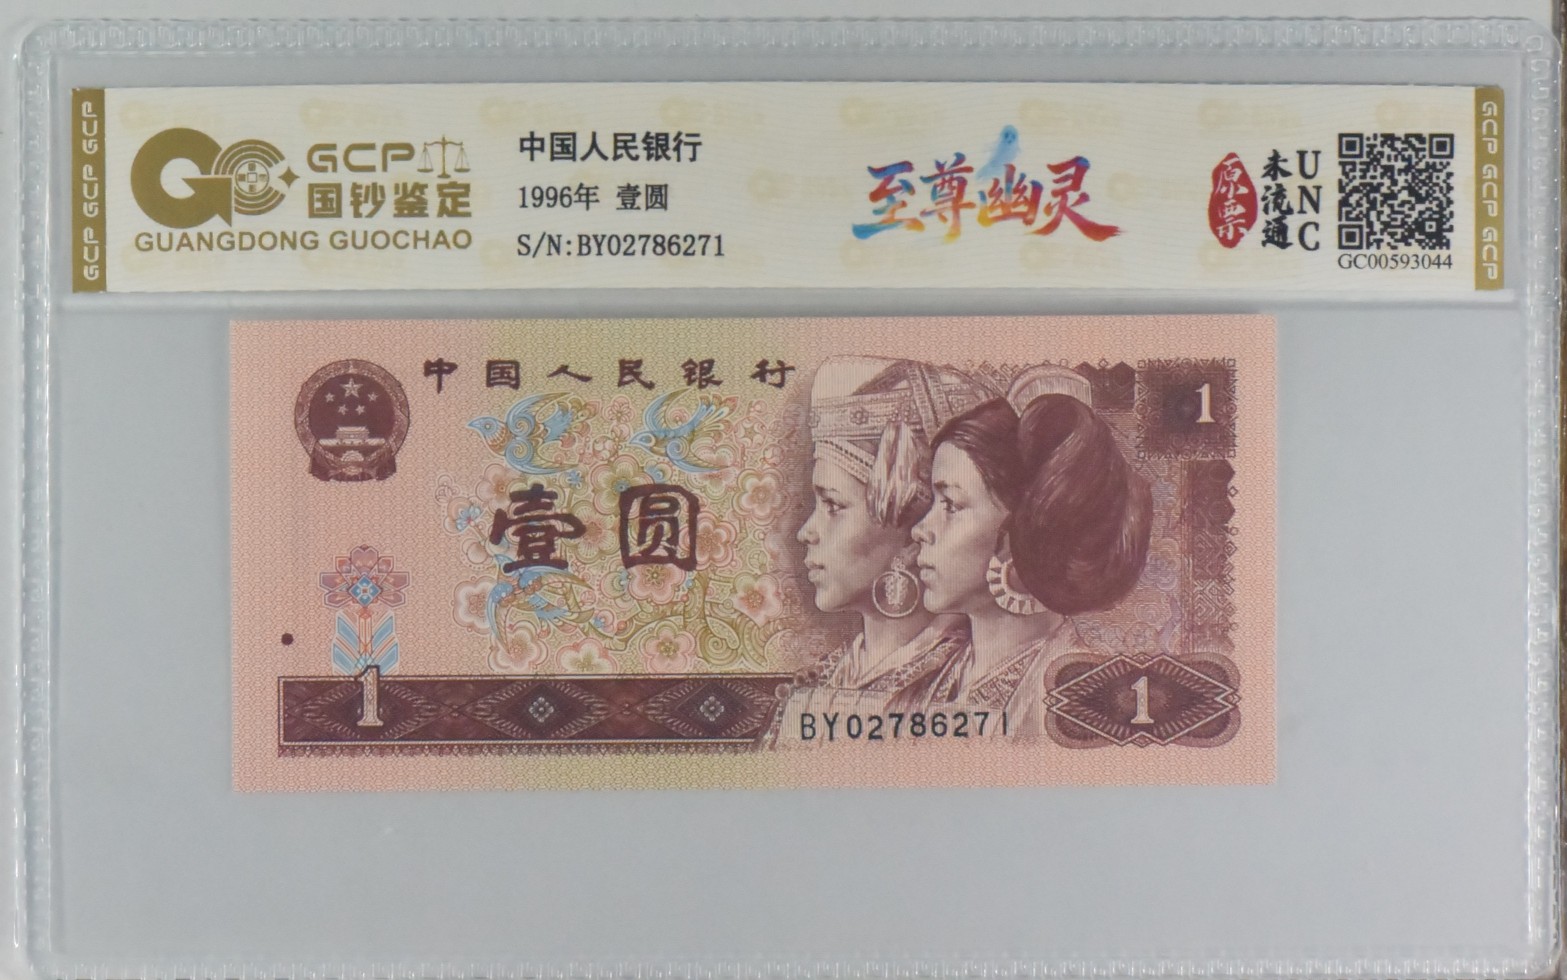 GCP
国钞鉴定
GUANGDONG GUOCHAO
中国人民银行
1996年 壹圆
S/N:BY02786271
至尊幽灵
原票
未流通
UNC
GC00593044
GCP GCP GCP
GCP GCP GCP
中国人民银行
1
壹圆
1
1
BY02786271